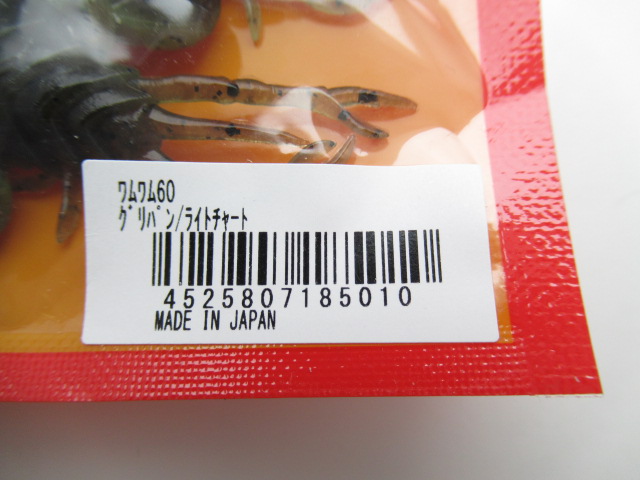 ﾜﾑﾜﾑ60
ｸﾞﾘﾊﾟﾝ/ﾗｲﾄﾁｬｰﾄ
4525807185010
MADE IN JAPAN